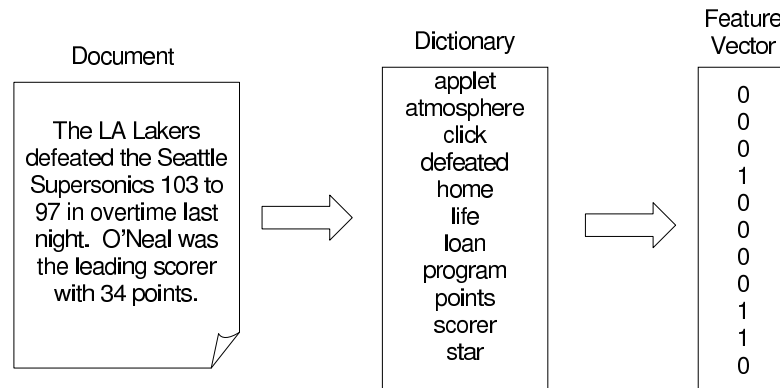 Document
The LA Lakers
defeated the Seattle
Supersonics 103 to
97 in overtime last
night. O'Neal was
the leading scorer
with 34 points.
Dictionary
applet
atmosphere
click
defeated
home
life
loan
program
points
scorer
star
Feature
Vector
0
0
0
1
0
0
0
0
1
1
0